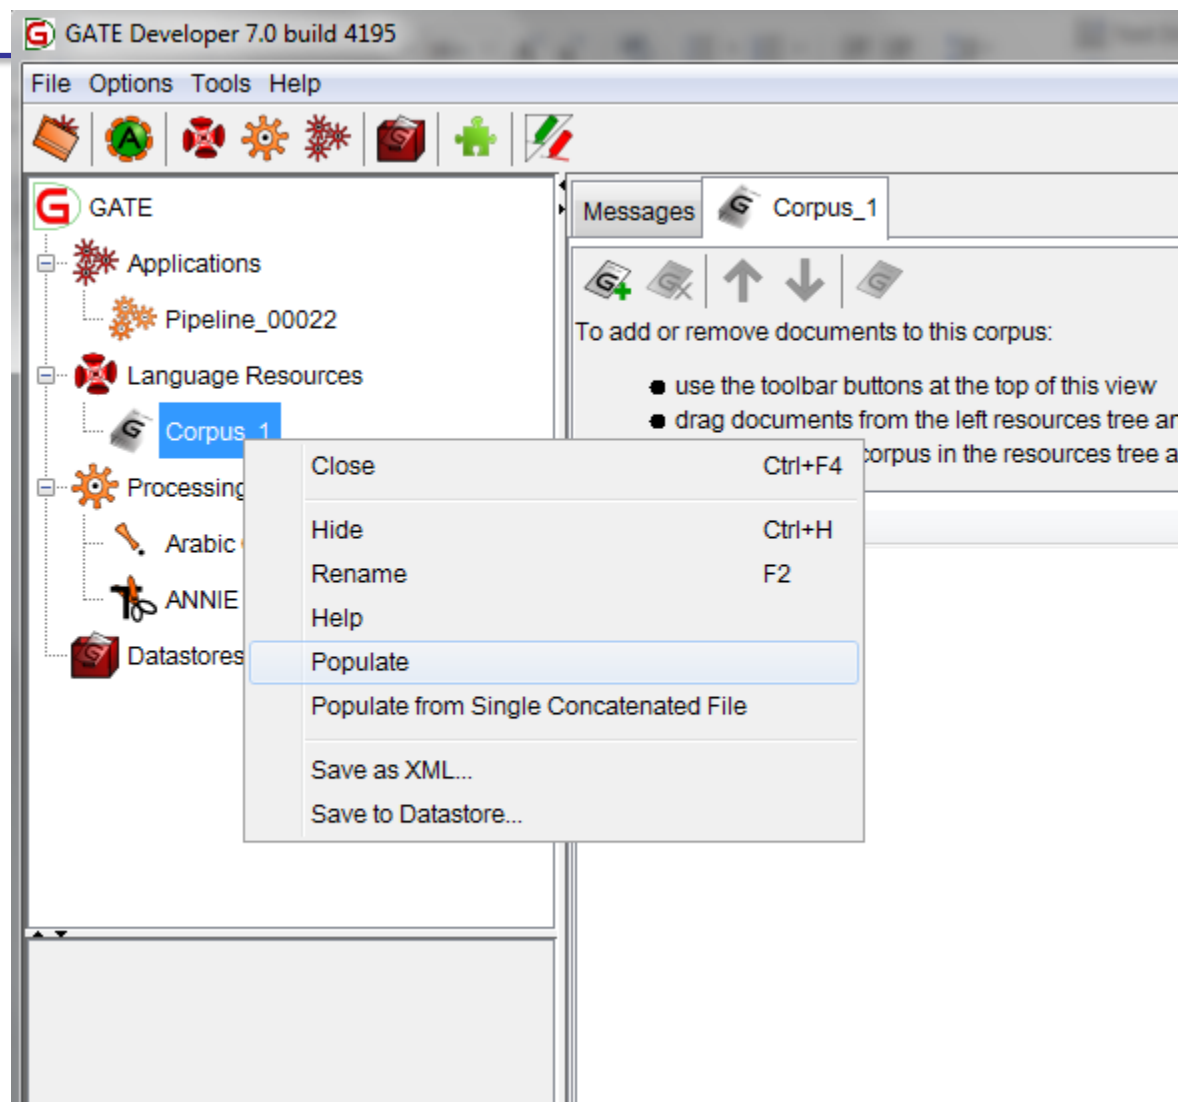 GATE Developer 7.0 build 4195
File Options Tools Help
GATE
Applications
Pipeline_00022
Language Resources
Corpus_1
Processing
Arabic
ANNIE
Datastores
Messages
Corpus_1
To add or remove documents to this corpus:
use the toolbar buttons at the top of this view
drag documents from the left resources tree
corpus in the resources tree
Close Ctrl+F4
Hide Ctrl+H
Rename F2
Help
Populate
Populate from Single Concatenated File
Save as XML...
Save to Datastore...